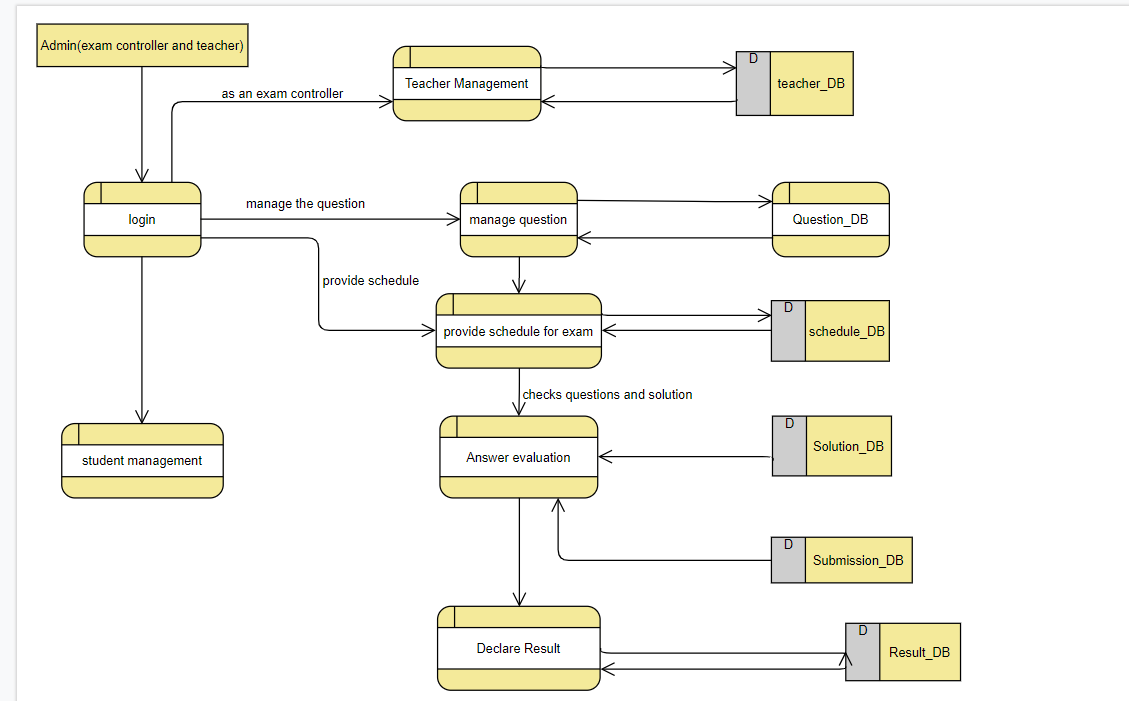 Admin(exam controller and teacher)
as an exam controller
Teacher Management
D
teacher_DB
login
manage the question
manage question
Question_DB
provide schedule
provide schedule for exam
D
schedule_DB
checks questions and solution
student management
Answer evaluation
D
Solution_DB
D
Submission_DB
Declare Result
D
Result_DB